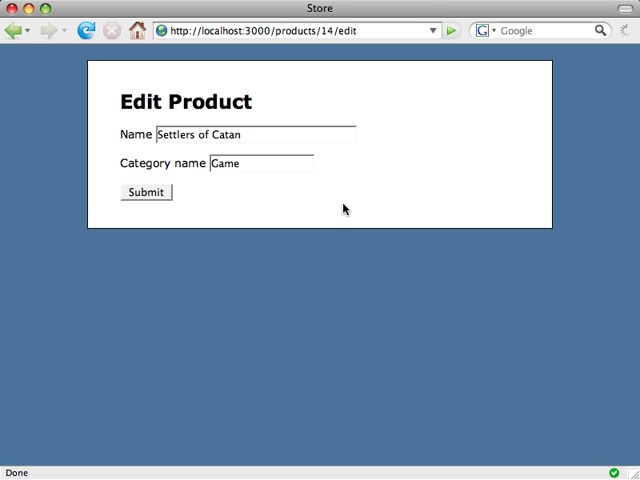 Store
http://localhost:3000/products/14/edit
Google
Edit Product
Name Settlers of Catan
Category name Game
Submit
Done